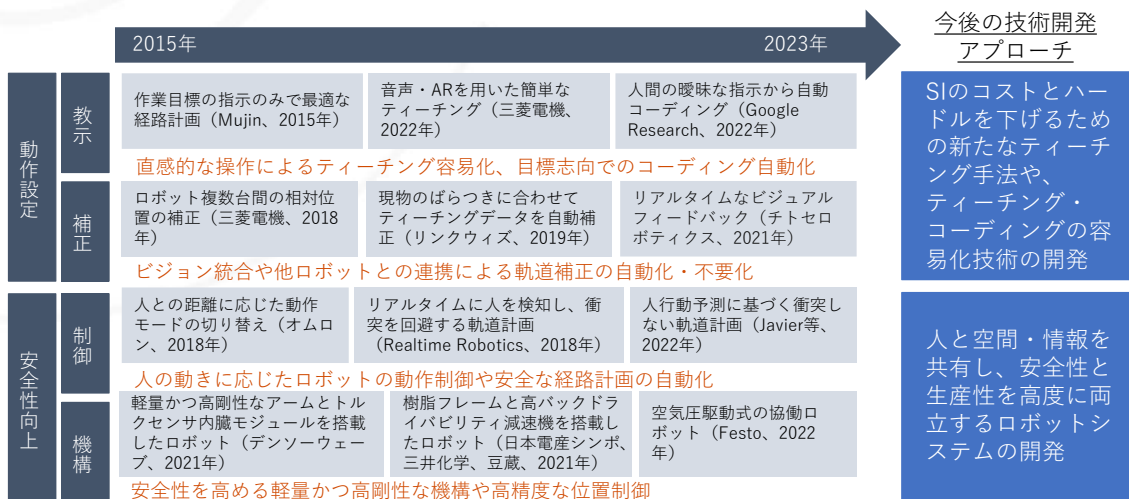 今後の技術開発
アプローチ
2015年
2023年
動作設定
教示
作業目標の指示のみで最適な
経路計画（Mujin、2015年）
音声・ARを用いた簡単な
ティーチング（三菱電機、
2022年）
人間の曖昧な指示から自動
コーディング（Google
Research、2022年）
直感的な操作によるティーチング容易化、目標志向でのコーディング自動化
補正
ロボット複数台間の相対位
置の補正（三菱電機、2018
年）
現物のばらつきに合わせて
ティーチングデータを自動補
正（リンクウィズ、2019年）
リアルタイムなビジュアル
フィードバック（チトセロ
ボティクス、2021年）
ビジョン統合や他ロボットとの連携による軌道補正の自動化・不要化
SIのコストとハー
ドルを下げるため
の新たなティーチ
ング手法や、
ティーチング・
コーディングの容
易化技術の開発
安全性向上
制御
人との距離に応じた動作
モードの切り替え（オムロ
ン、2018年）
リアルタイムに人を検知し、衝
突を回避する軌道計画
（Realtime Robotics、2018年）
人行動予測に基づく衝突し
ない軌道計画（Javier等、
2022年）
人の動きに応じたロボットの動作制御や安全な経路計画の自動化
機構
軽量かつ高剛性なアームとトル
クセンサ内臓モジュールを搭載
したロボット（デンソーウェー
ブ、2021年）
樹脂フレームと高バックドラ
イバビリティ減速機を搭載し
たロボット（日本電産シンポ、
三井化学、豆蔵、2021年）
空気圧駆動式の協働ロ
ボット（Festo、2022
年）
安全性を高める軽量かつ高剛性な機構や高精度な位置制御
人と空間・情報を
共有し、安全性と
生産性を高度に両
立するロボットシ
ステムの開発